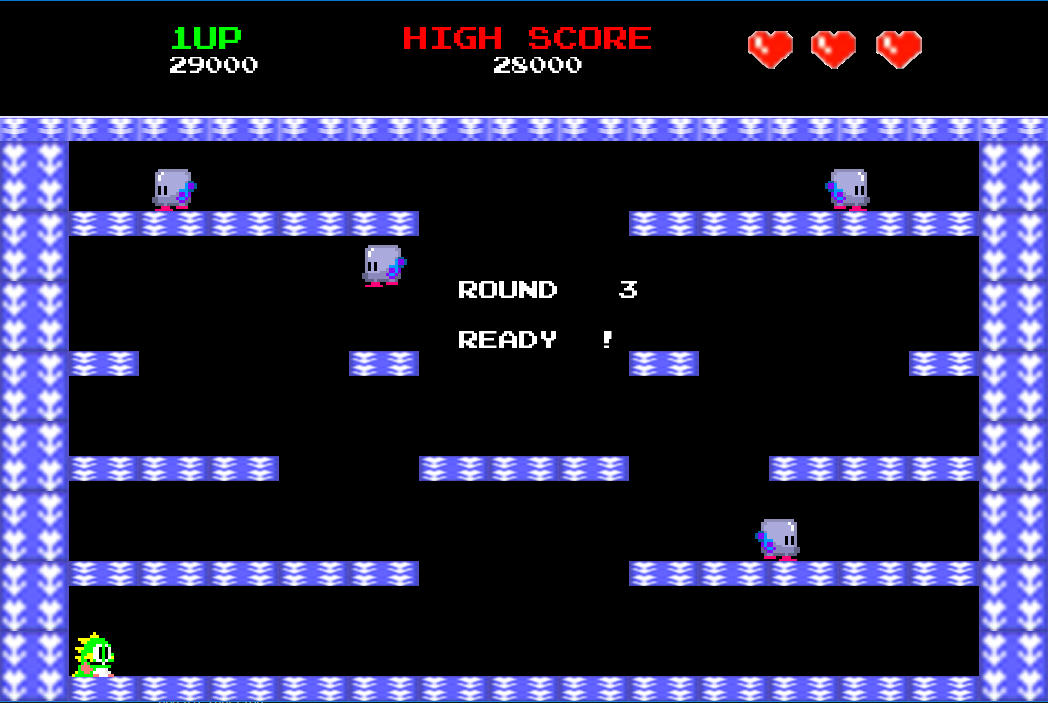 1UP HIGH SCORE
29000 28000
ROUND 3
READY !